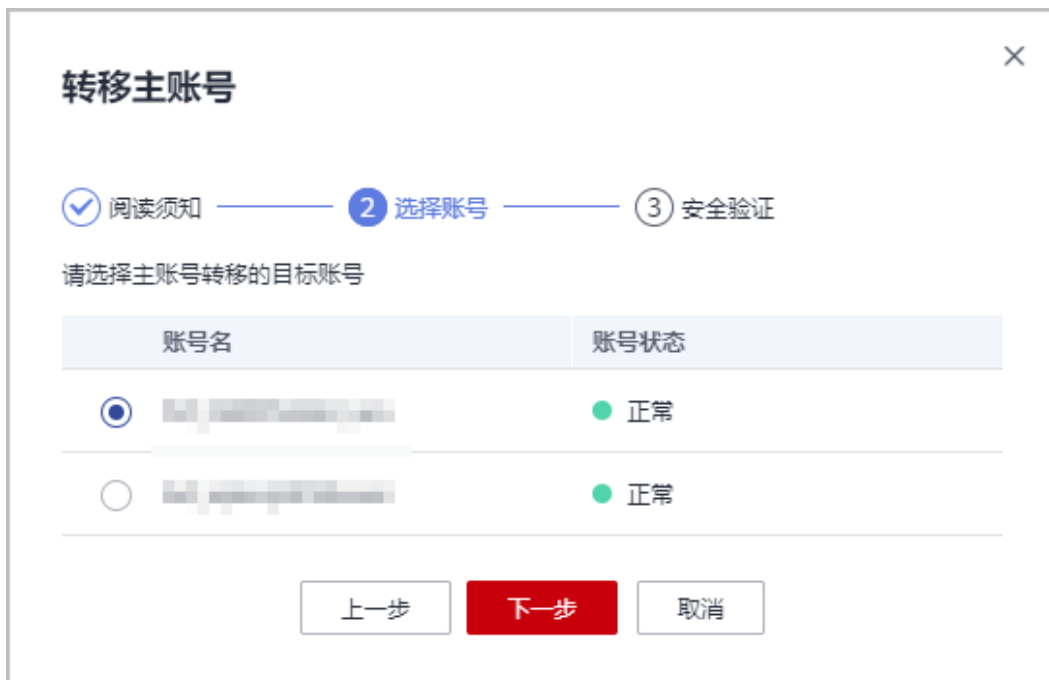 转移主账号
阅读须知 2 选择账号 3 安全验证
请选择主账号转移的目标账号
账号名 账号状态
正常
正常
上一步 下一步 取消